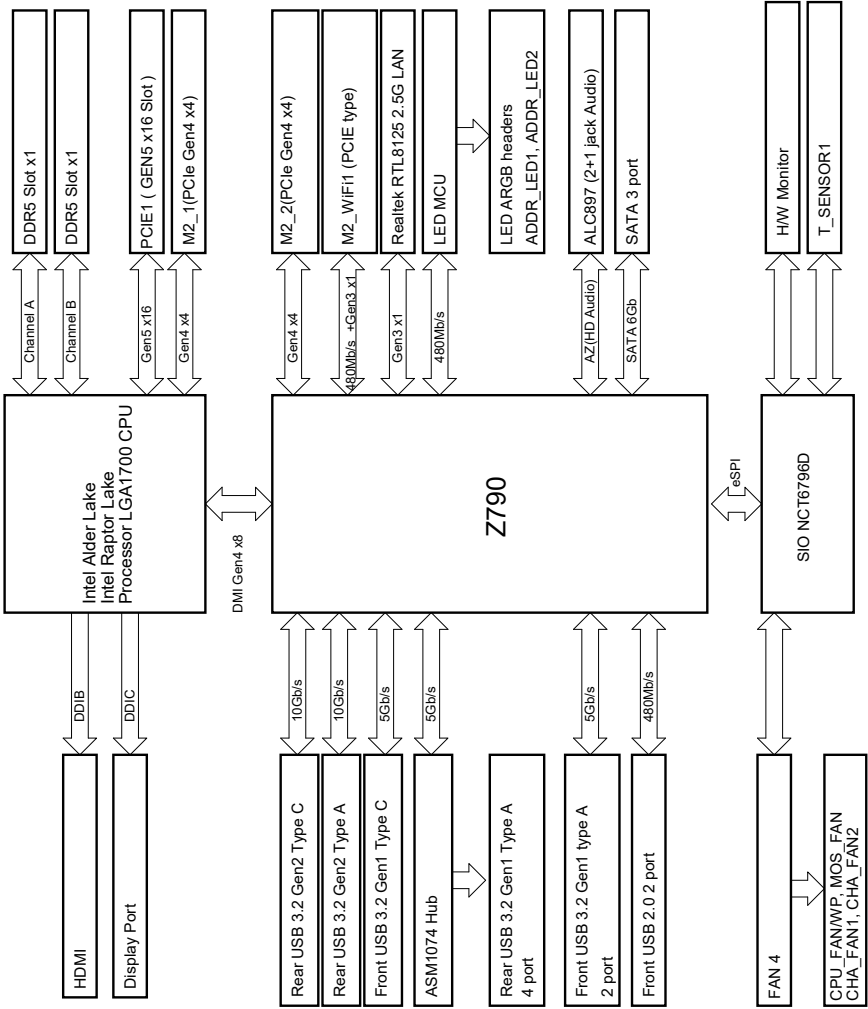 DDR5 Slot x1
DDR5 Slot x1
PCIE1 ( GEN5 x16 Slot )
M2_1(PCIe Gen4 x4)
M2_2(PCIe Gen4 x4)
M2_WiFi1 (PCIE type)
Realtek RTL8125 2.5G LAN
LED MCU
LED ARGB headers
ADDR_LED1, ADDR_LED2
ALC897 (2+1 jack Audio)
SATA 3 port
H/W Monitor
T_SENSOR1
Channel A
Channel B
Gen5 x16
Gen4 x4
Gen4 x4
480Mb/s +Gen3 x1
Gen3 x1
480Mb/s
AZ(HD Audio)
SATA 6Gb
Intel Alder Lake
Intel Raptor Lake
Processor LGA1700 CPU
DMI Gen4 x8
Z790
eSPI
SIO NCT6796D
DDIB
DDIC
10Gb/s
10Gb/s
5Gb/s
5Gb/s
5Gb/s
480Mb/s
HDMI
Display Port
Rear USB 3.2 Gen2 Type C
Rear USB 3.2 Gen2 Type A
Front USB 3.2 Gen1 Type C
ASM1074 Hub
Rear USB 3.2 Gen1 Type A
4 port
Front USB 3.2 Gen1 type A
2 port
Front USB 2.0 2 port
FAN 4
CPU_FAN/WP, MOS_FAN
CHA_FAN1, CHA_FAN2